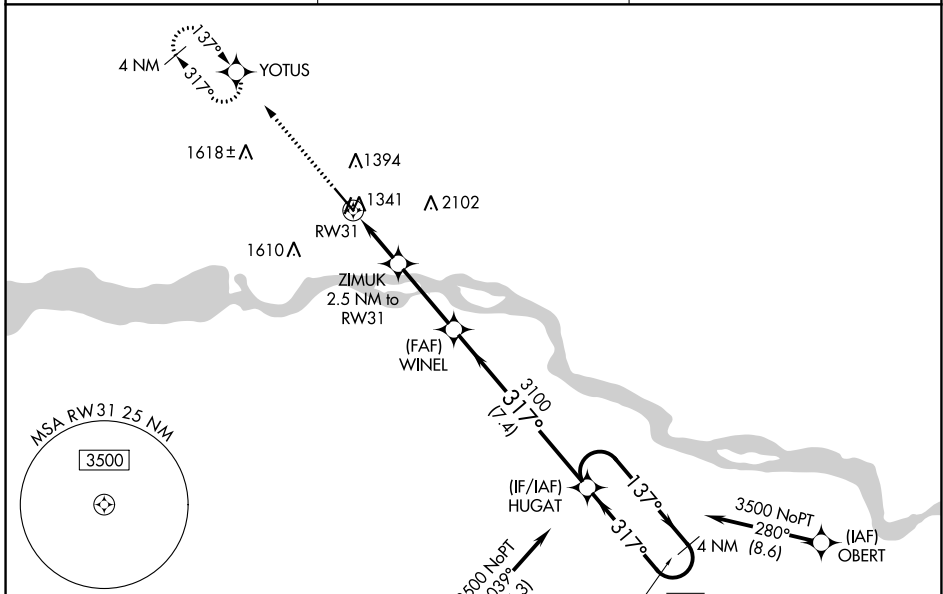 137°
4 NM
317°
YOTUS
1618±
1394
1341
2102
RW31
1610
ZIMUK
2.5 NM to
RW31
(FAF)
WINEL
3100
317°
(7.4)
MSA RW31 25 NM
3500
(IF/IAF)
HUGAT
137°
317°
4 NM
3500 NoPT
280°
(8.6)
(IAF)
OBERT
500 NoPT
039°